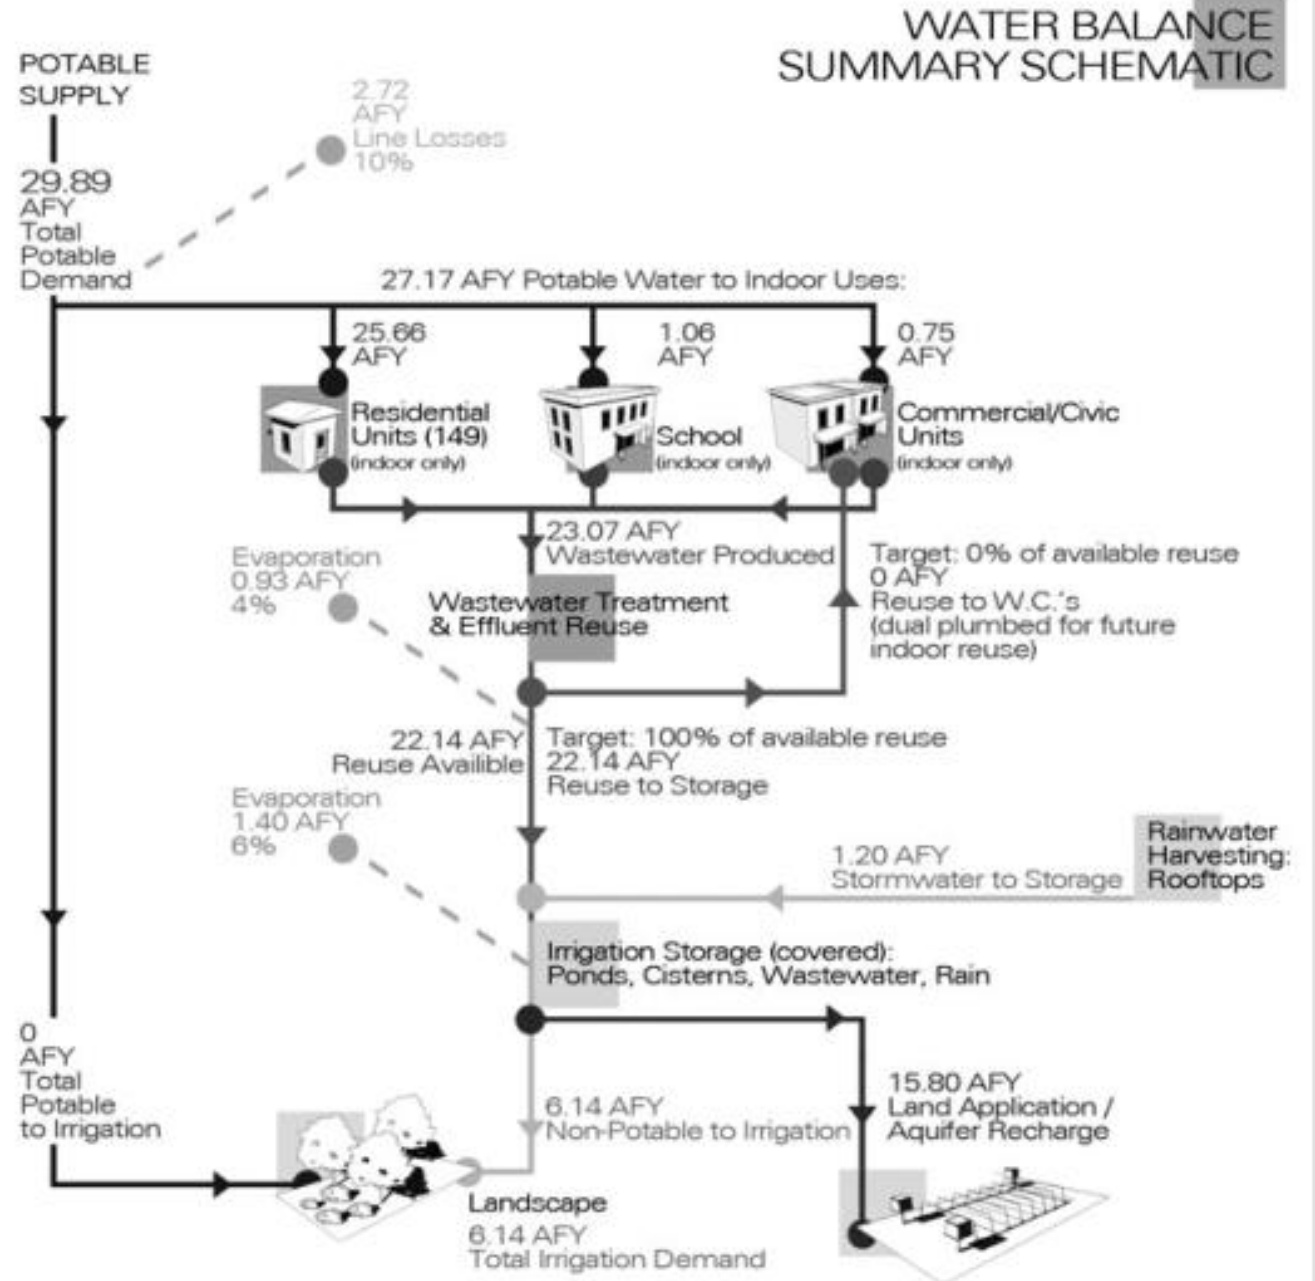 WATER BALANCE
SUMMARY SCHEMATIC
POTABLE
SUPPLY
2.72
AFY
Line Losses
10%
29.89
AFY
Total
Potable
Demand
27.17 AFY Potable Water to Indoor Uses:
25.66
AFY
1.06
AFY
0.75
AFY
Residential
Units (149)
(indoor only)
School
(indoor only)
Commercial/Civic
Units
(indoor only)
23.07 AFY
Wastewater Produced
Evaporation
0.93 AFY
4%
Wastewater Treatment
& Effluent Reuse
Target: 0% of available reuse
0 AFY
Reuse to W.C.'s
(dual plumbed for future
indoor reuse)
22.14 AFY
Reuse Availible
Target: 100% of available reuse
22.14 AFY
Reuse to Storage
Evaporation
1.40 AFY
6%
1.20 AFY
Stormwater to Storage
Rainwater
Harvesting:
Rooftops
Irrigation Storage (covered):
Ponds, Cisterns, Wastewater, Rain
0
AFY
Total
Potable
to Irrigation
6.14 AFY
Non-Potable to Irrigation
15.80 AFY
Land Application /
Aquifer Recharge
Landscape
6.14 AFY
Total Irrigation Demand